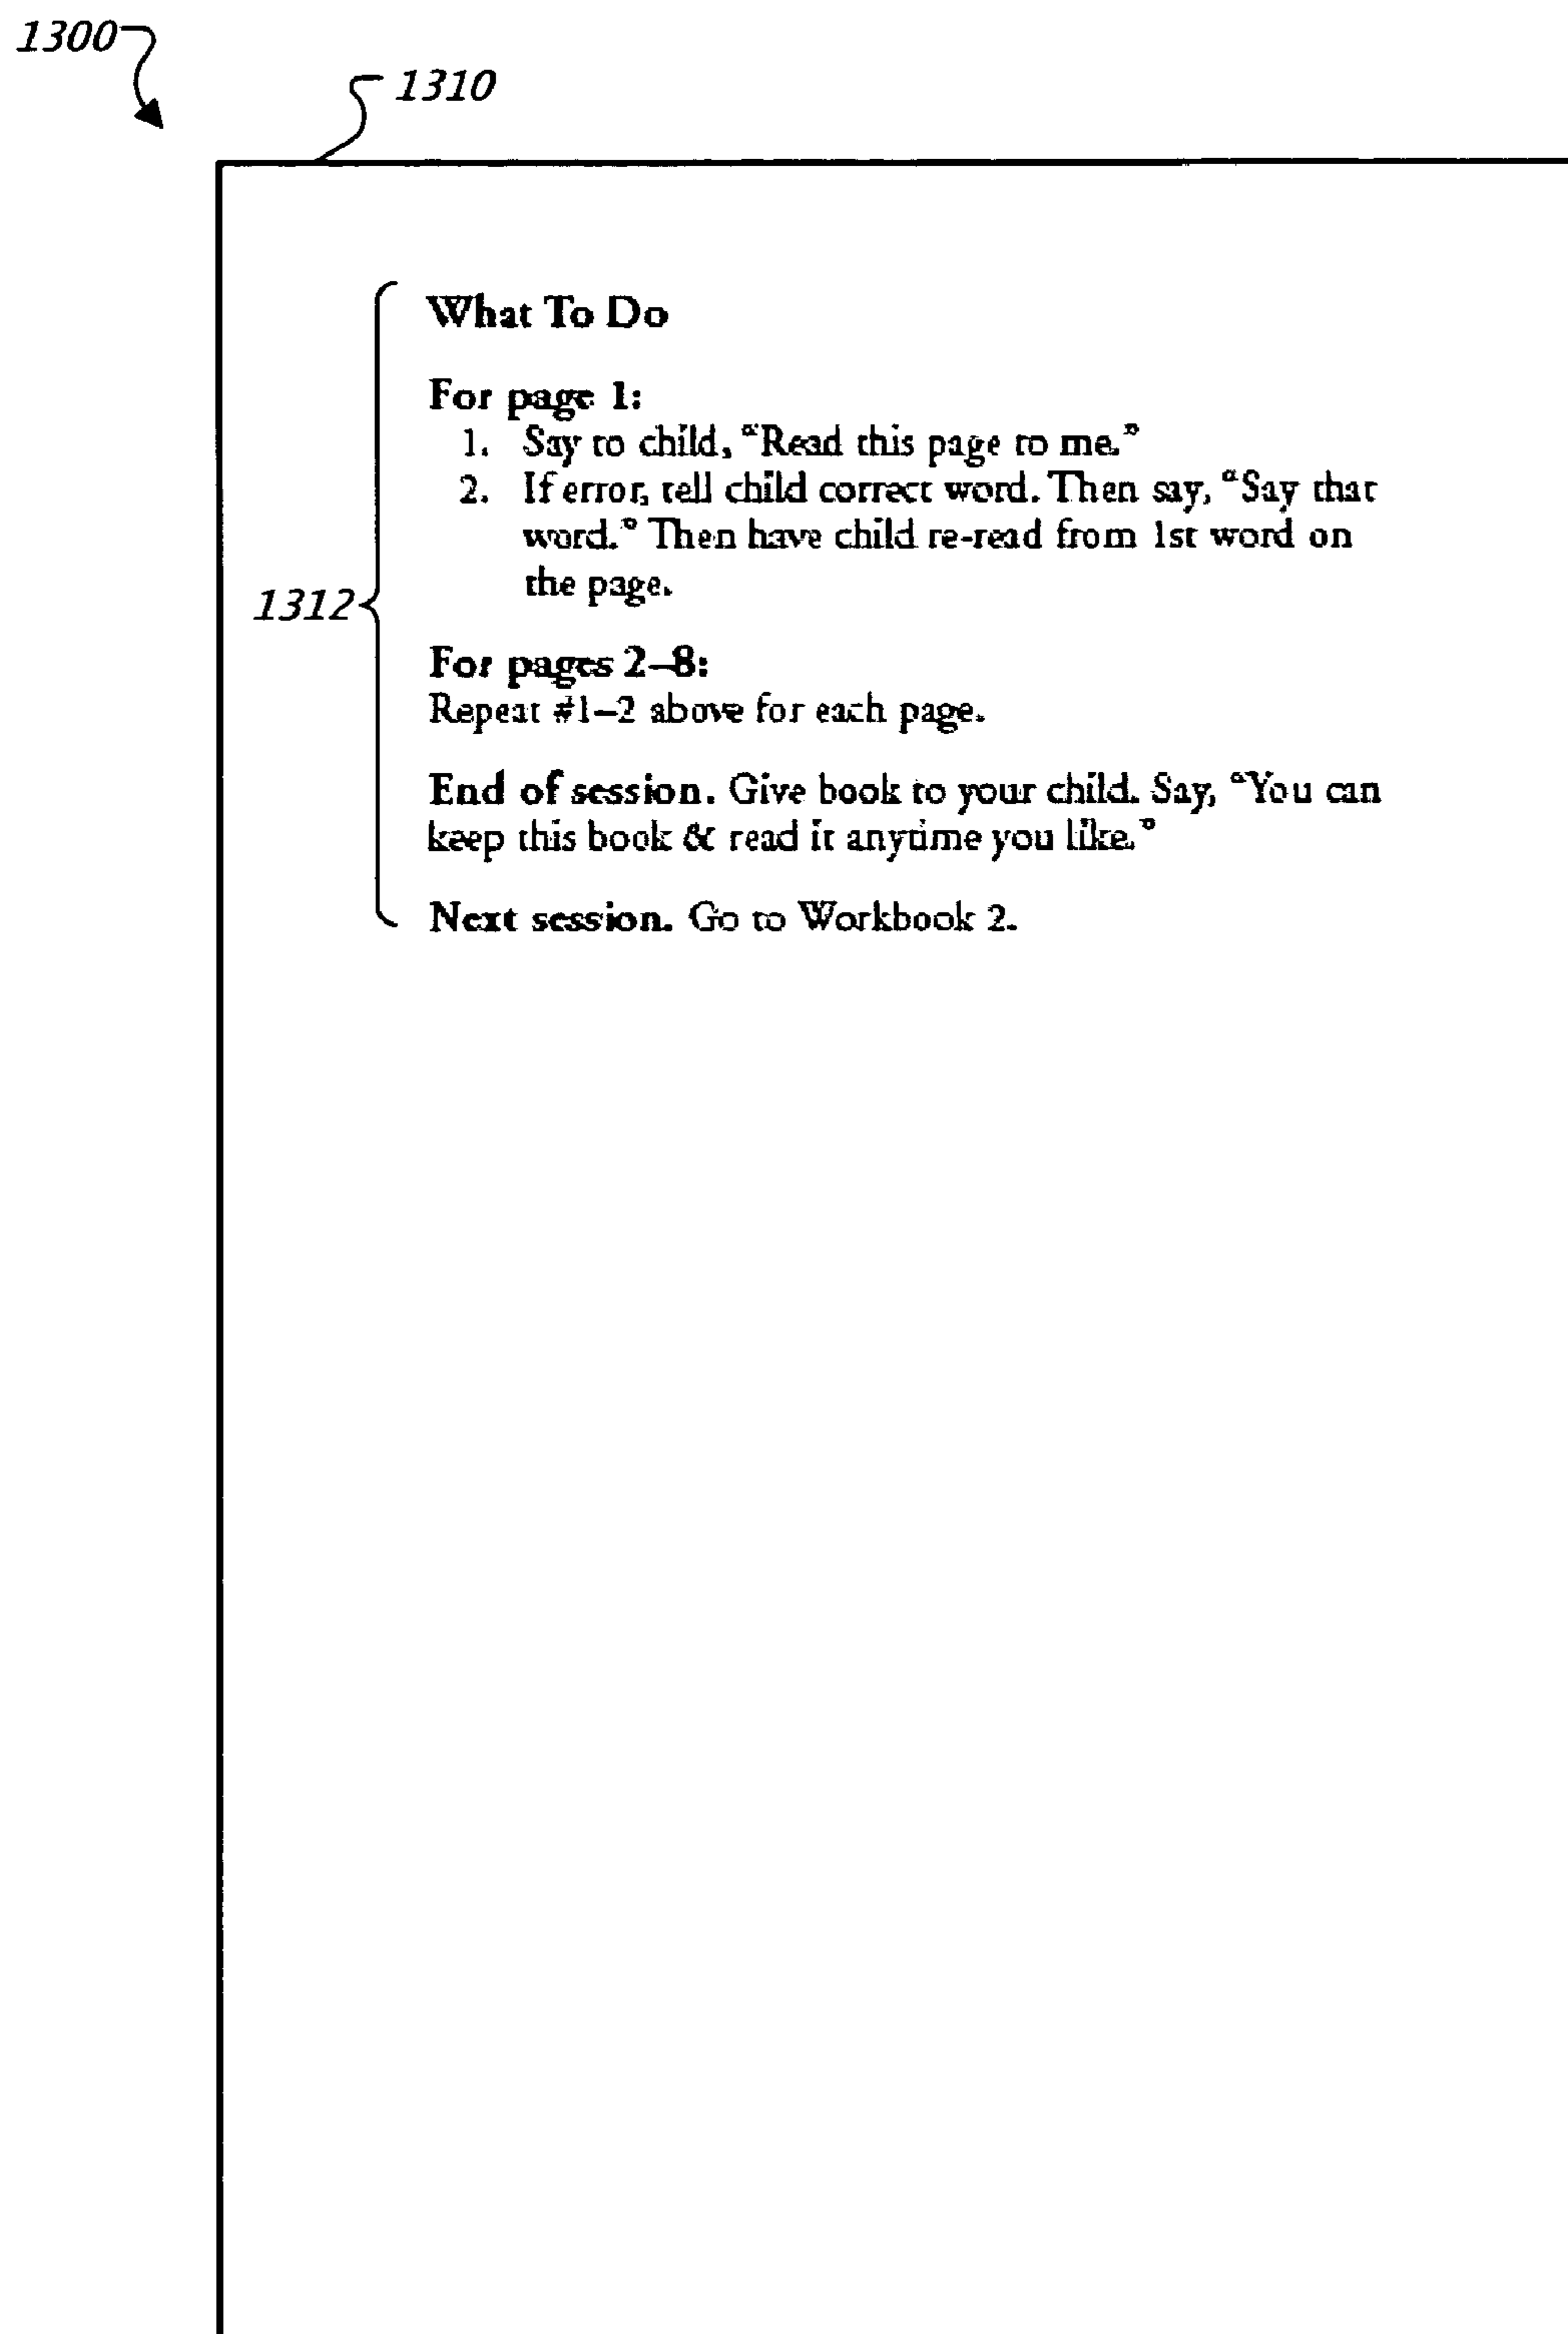 1300
1310
What To Do
For page 1:
1. Say to child, “Read this page to me.”
2. If error, tell child correct word. Then say, “Say that
word.” Then have child re-read from 1st word on
the page.
1312
For pages 2–8:
Repeat #1–2 above for each page.
End of session. Give book to your child. Say, “You can
keep this book & read it anytime you like.”
Next session. Go to Workbook 2.